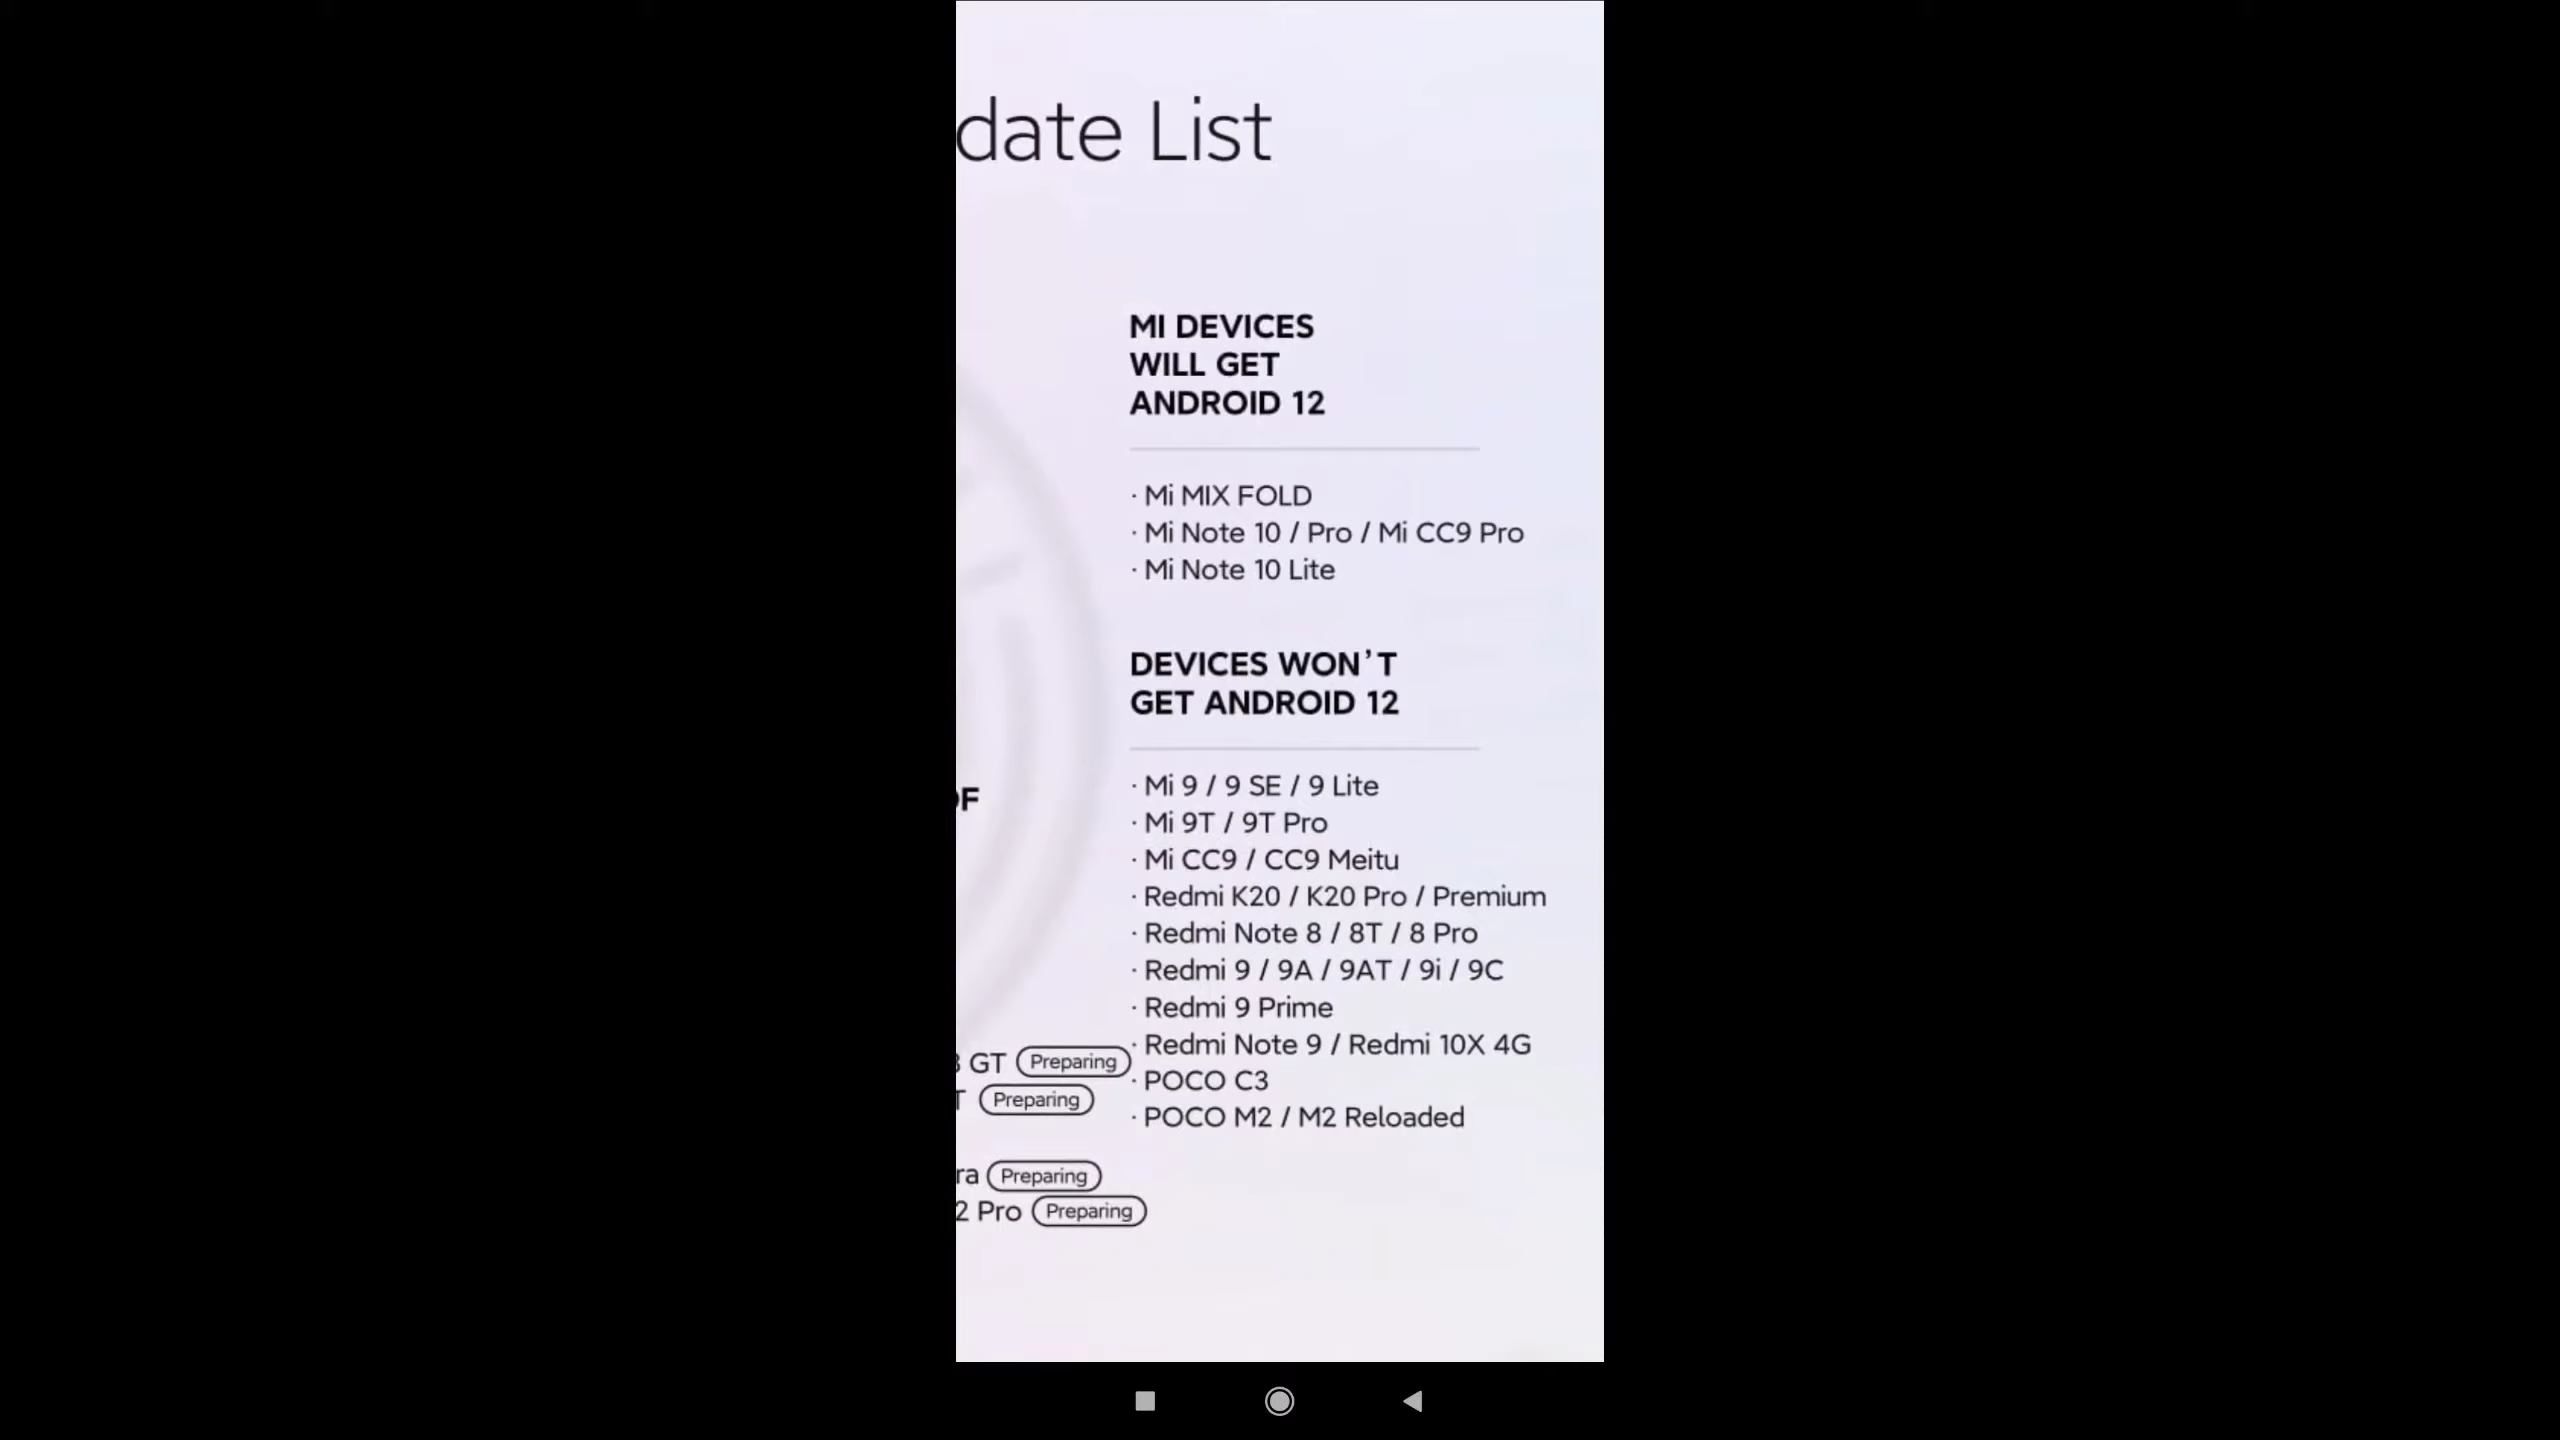 date List
MI DEVICES
WILL GET
ANDROID 12
· Mi MIX FOLD
· Mi Note 10 / Pro / Mi CC9 Pro
· Mi Note 10 Lite
DEVICES WON’T
GET ANDROID 12
· Mi 9 / 9 SE / 9 Lite
· Mi 9T / 9T Pro
· Mi CC9 / CC9 Meitu
· Redmi K20 / K20 Pro / Premium
· Redmi Note 8 / 8T / 8 Pro
· Redmi 9 / 9A / 9AT / 9i / 9C
· Redmi 9 Prime
· Redmi Note 9 / Redmi 10X 4G
· POCO C3
· POCO M2 / M2 Reloaded
OF
GT Preparing
T Preparing
ra Preparing
2 Pro Preparing